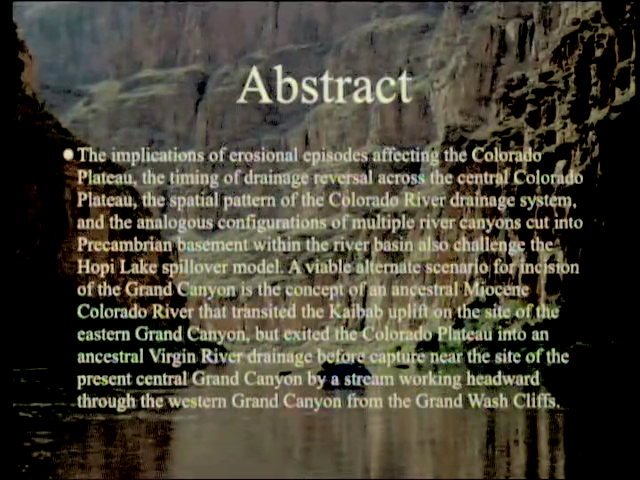 Abstract
The implications of erosional episodes affecting the Colorado
Plateau, the timing of drainage reversal across the central Colorado
Plateau, the spatial pattern of the Colorado River drainage system,
and the analogous configurations of multiple river canyons cut into
Precambrian basement within the river basin also challenge the
Hopi Lake spillover model. A viable alternate scenario for incision
of the Grand Canyon is the concept of an ancestral Miocene
Colorado River that transited the Kaibab uplift on the site of the
eastern Grand Canyon, but exited the Colorado Plateau into an
ancestral Virgin River drainage before capture near the site of the
present central Grand Canyon by a stream working headward
through the western Grand Canyon from the Grand Wash Cliffs.